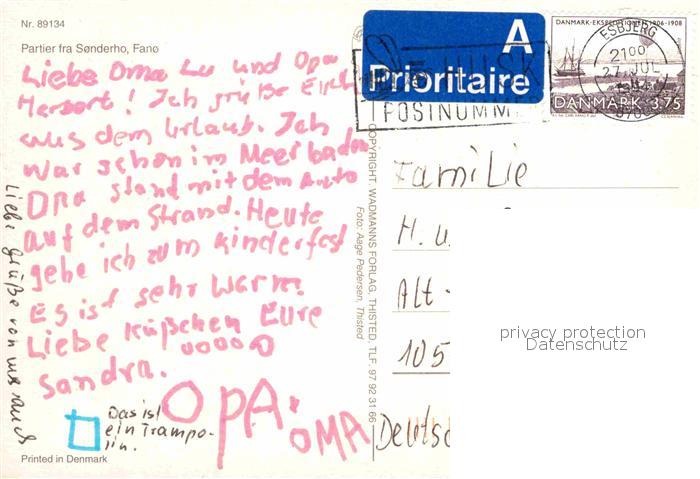 Nr. 89134
Partier fra Sønderho, Fanø
Liebe Oma Lu und Opa
Herbert! Ich grüße Euch
aus dem Urlaub. Ich
war schon im Meer baden
Opa stand mit dem Auto
auf dem Strand. Heute
gehe ich zum Kinderfest
Es ist sehr warm.
Liebe Küßchen Eure
ooooo
Sandra.
OPA.
OMA
Das ist
ein Trampo-
lin.
Liebe Grüße von uns auch
Printed in Denmark
COPYRIGHT, WADMANNS FORLAG, THISTED, TLF. 97 92 31 66
Foto: Aage Pedersen, Thisted
A
Prioritaire
POSTNUMM
DANMARK-EKSPEDITIONEN 1906-1908
DANMARK 3.75
ESBJERG
2100
27. JUL.
Familie
H. u.
Alt-
105
Deutsc
privacy protection
Datenschutz